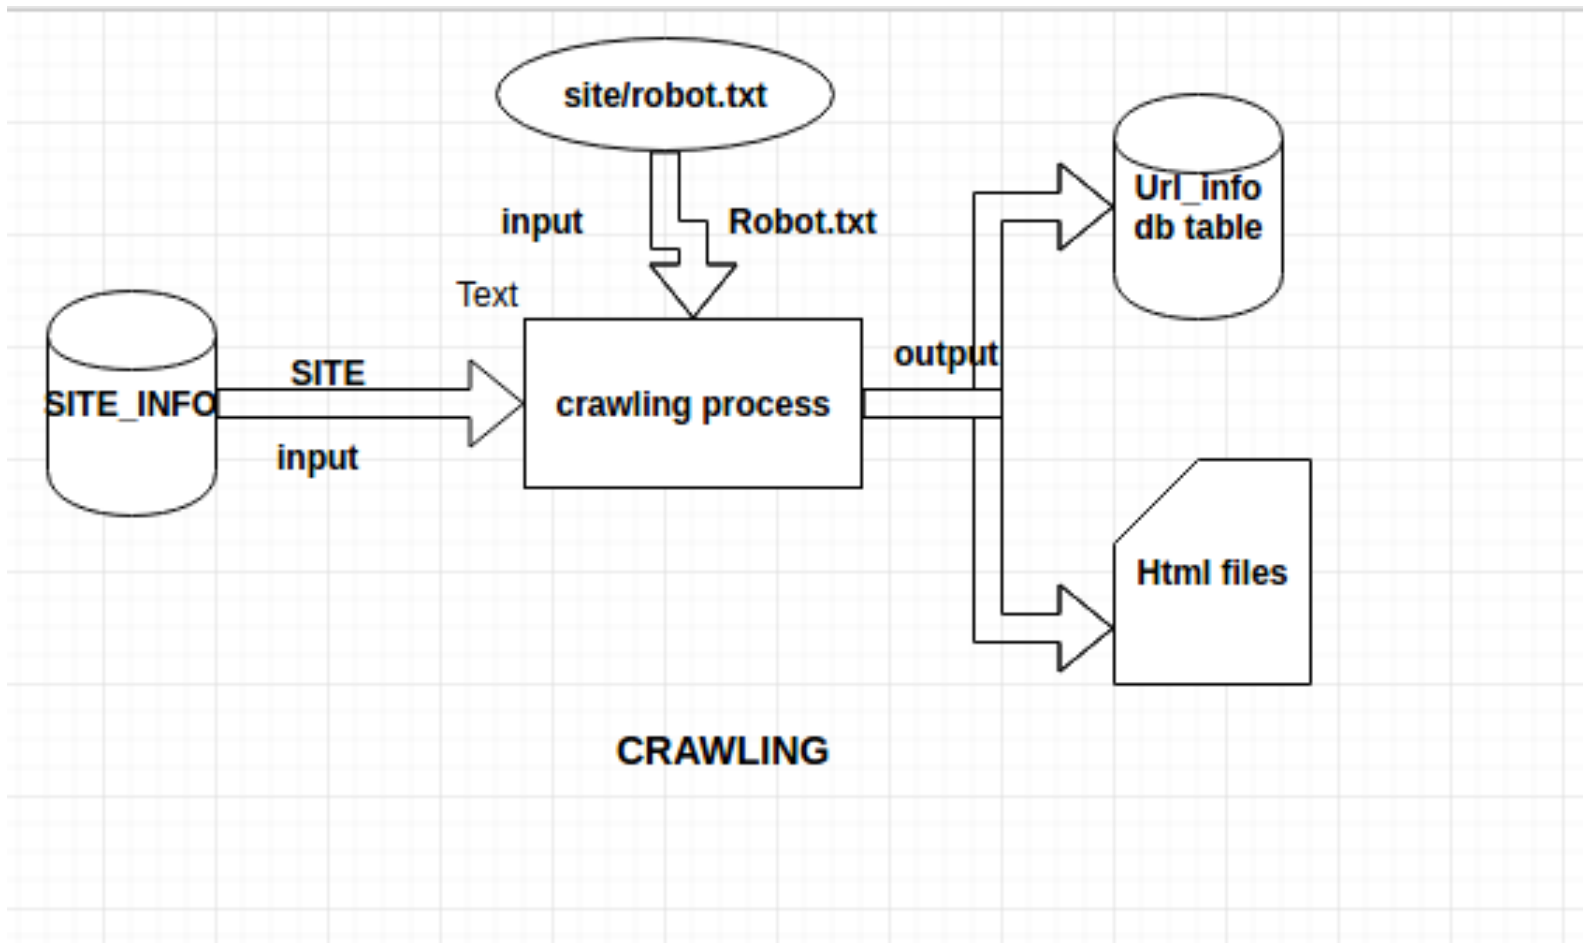 site/robot.txt
Url_info
db table
input
Robot.txt
Text
output
SITE
SITE_INFO
crawling process
input
Html files
CRAWLING